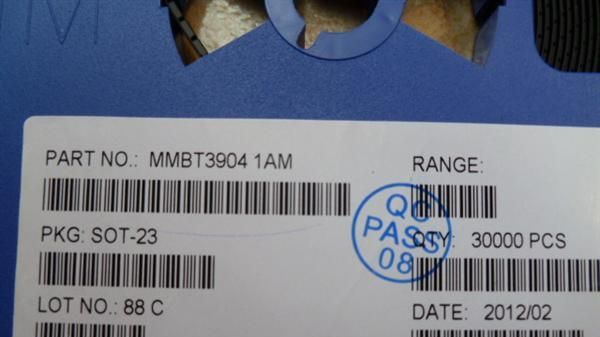 PART NO.: MMBT3904 1AM
RANGE:
PKG: SOT-23
QC
PASS
08
QTY: 30000 PCS
LOT NO.: 88 C
DATE: 2012/02